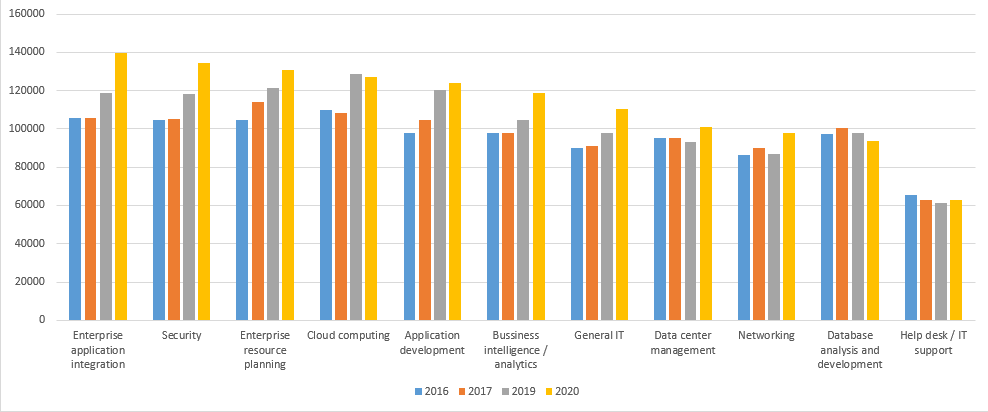 160000
140000
120000
100000
80000
60000
40000
20000
0
Enterprise
application
integration
Security
Enterprise
resource
planning
Cloud computing
Application
development
Bussiness
intelligence /
analytics
General IT
Data center
management
Networking
Database
analysis and
development
Help desk / IT
support
2016 2017 2019 2020